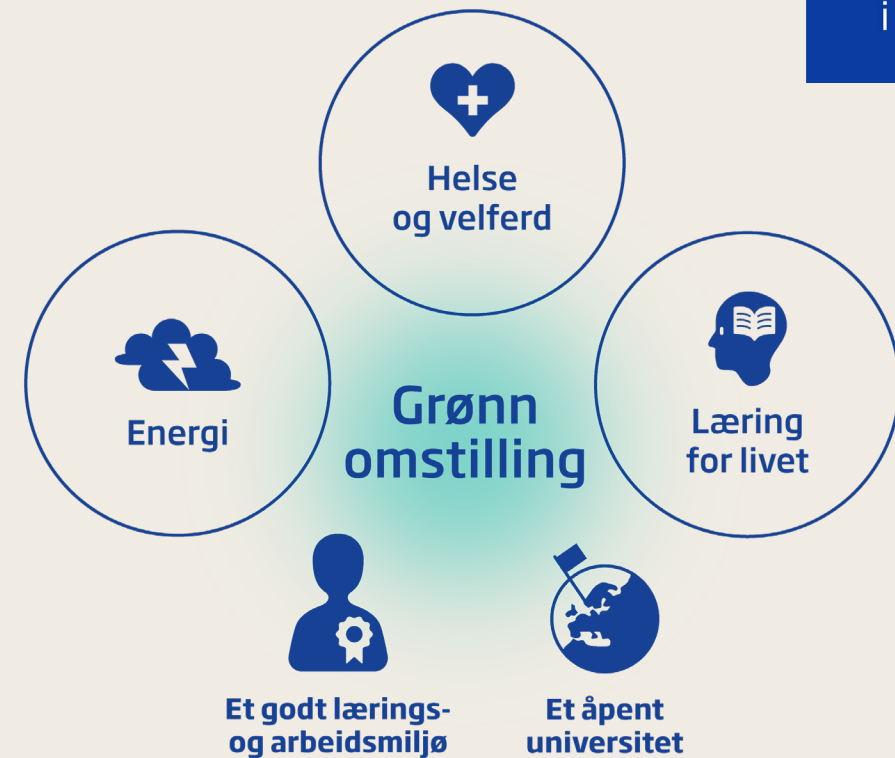 i
Helse
og velferd
Energi
Grønn
omstilling
Læring
for livet
Et godt lærings-
og arbeidsmiljø
Et åpent
universitet